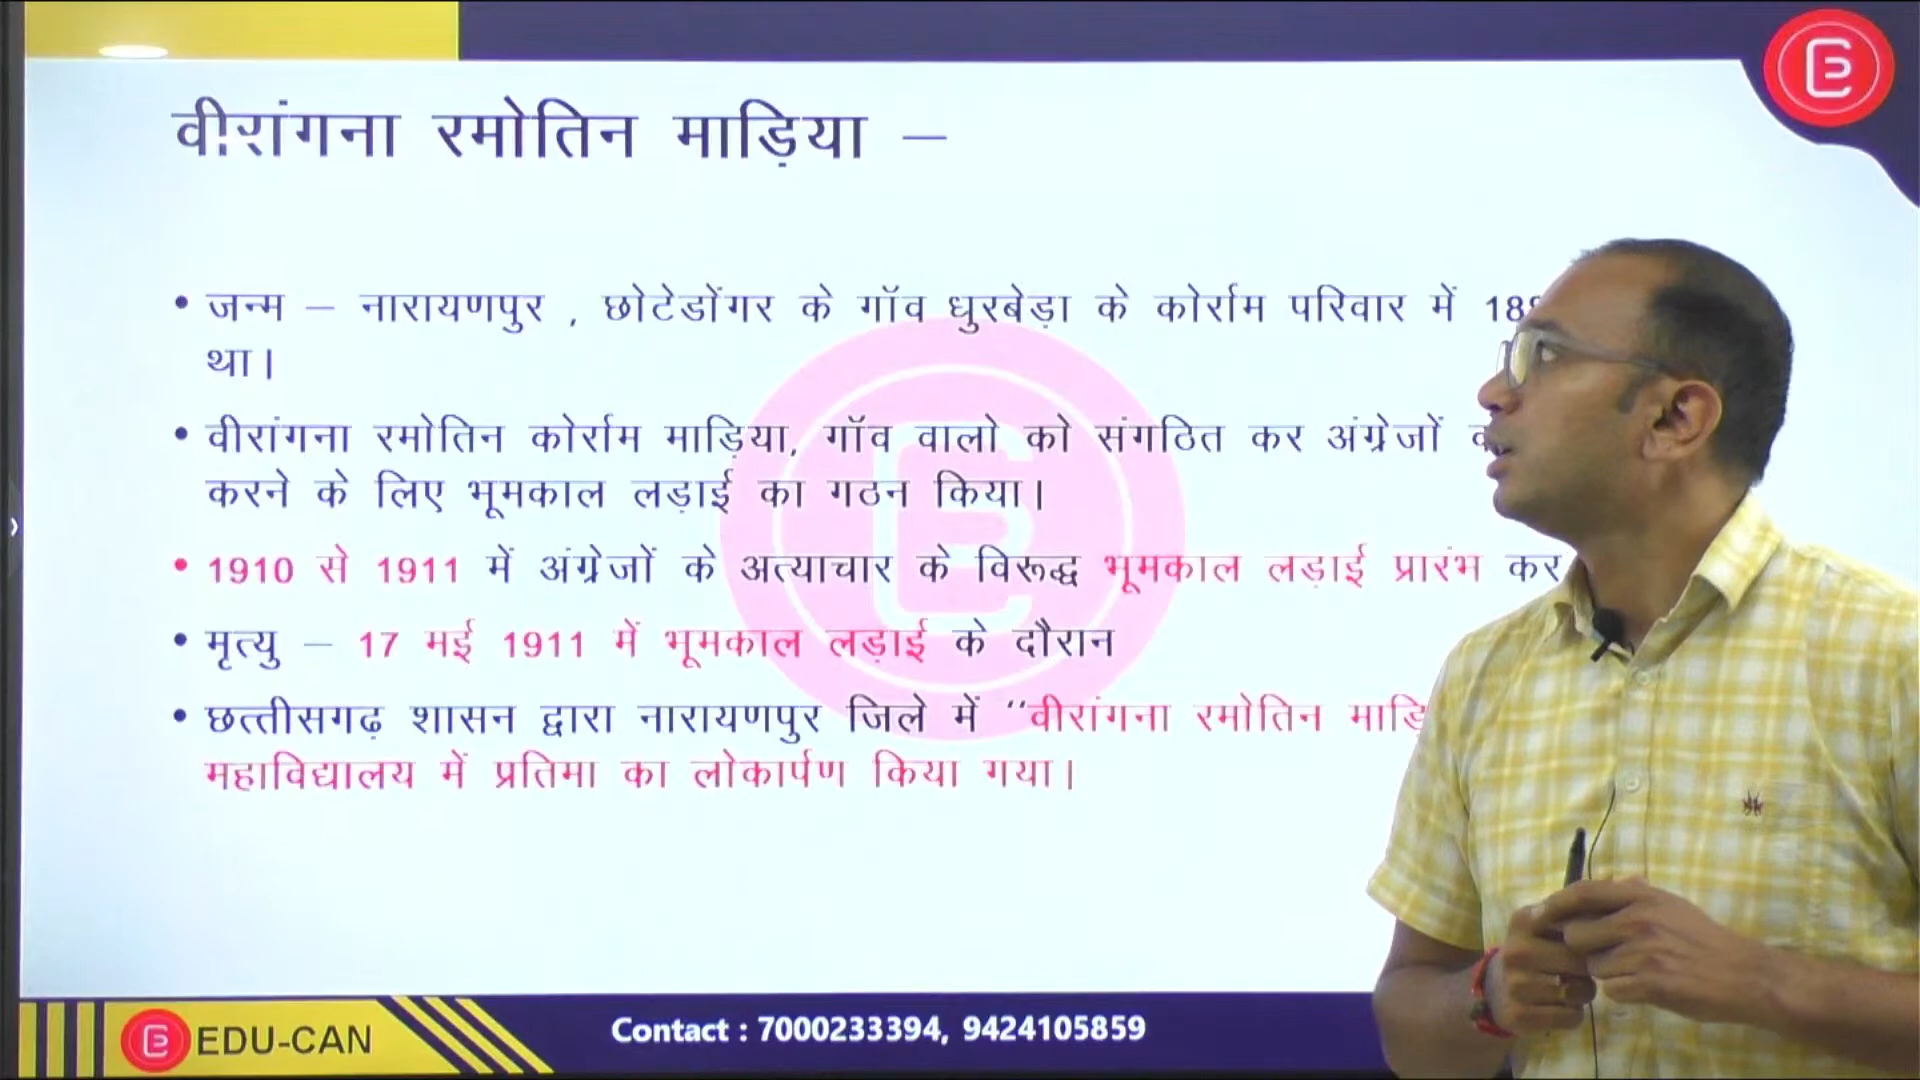 वीरांगना रमोतिन माड़िया –
• जन्म – नारायणपुर , छोटेडोंगर के गॉव धुरबेड़ा के कोर्राम परिवार में
था।
• वीरांगना रमोतिन कोर्राम माड़िया, गॉव वालो को संगठित कर अंग्रेजों
करने के लिए भूमकाल लड़ाई का गठन किया।
• 1910 से 1911 में अंग्रेजों के अत्याचार के विरूद्ध भूमकाल लड़ाई प्रारंभ कर
• मृत्यु – 17 मई 1911 में भूमकाल लड़ाई के दौरान
• छत्तीसगढ़ शासन द्वारा नारायणपुर जिले में ‘‘वीरांगना रमोतिन
महाविद्यालय में प्रतिमा का लोकार्पण किया गया।
EDU-CAN
Contact : 7000233394, 9424105859